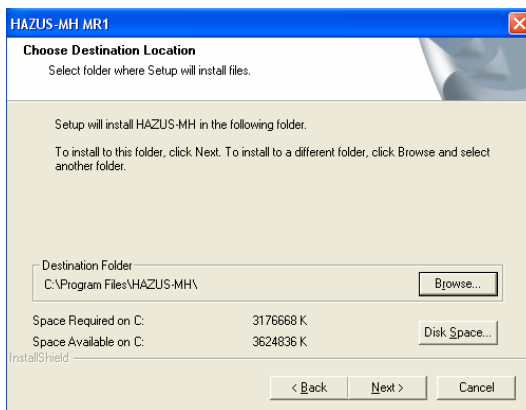 HAZUS-MH MR1
Choose Destination Location
Select folder where Setup will install files.
Setup will install HAZUS-MH in the following folder.
To install to this folder, click Next. To install to a different folder, click Browse and select
another folder.
Destination Folder
C:\Program Files\HAZUS-MH\
Browse...
Space Required on C: 3176668 K
Space Available on C: 3624836 K
Disk Space...
InstallShield
< Back
Next >
Cancel